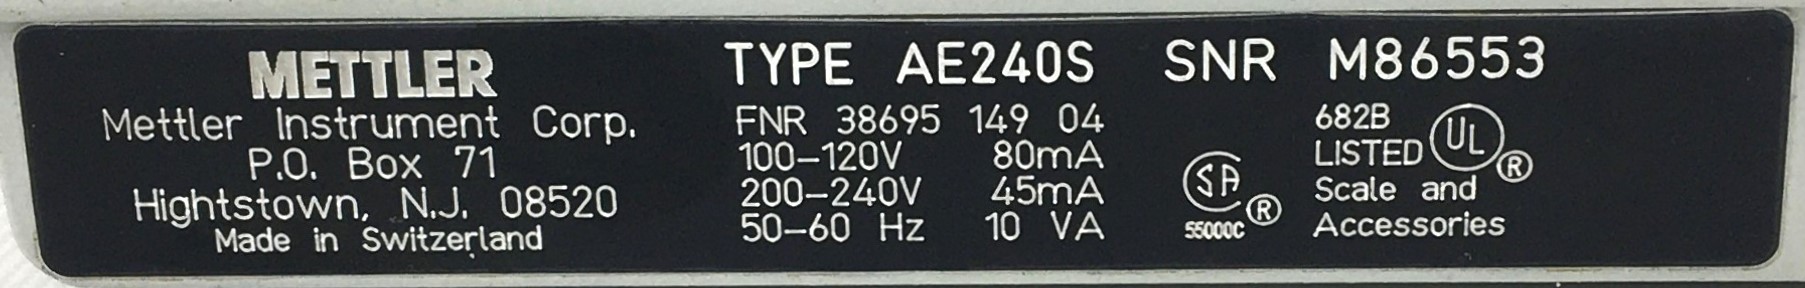 METTLER
Mettler Instrument Corp.
P.O. Box 71
Hightstown, N.J. 08520
Made in Switzerland
TYPE AE240S SNR M86553
FNR 38695 149 04
100-120V 80mA
200-240V 45mA
50-60 Hz 10 VA
SA ®
55000C
682B
LISTED UL ®
Scale and
Accessories